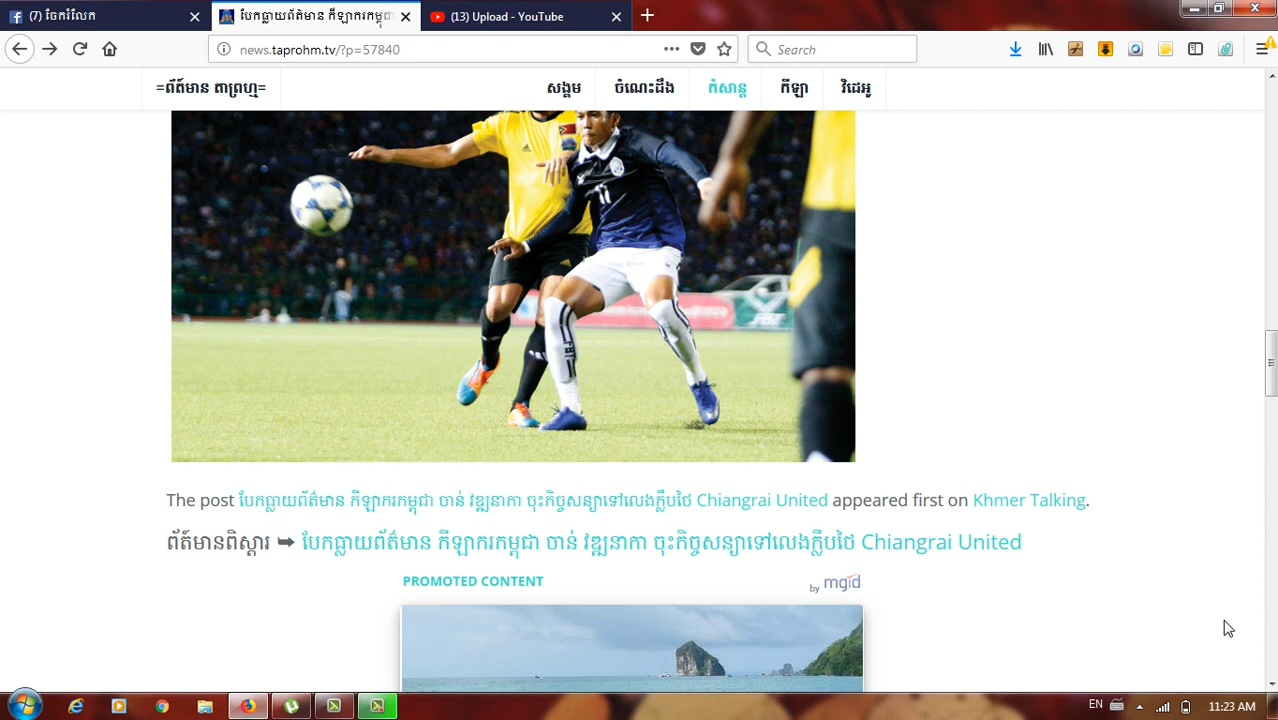 (7) ចែករំលែក
បែកធ្លាយព័ត៌មាន កីឡាករកម្ពុជា
(13) Upload - YouTube
news.taprohm.tv/?p=57840
Search
=ព័ត៍មាន តាព្រហ្ម=
សង្គម
ចំណេះដឹង
កំសាន្ត
កីឡា
វិដេអូ
11
FBT
The post បែកធ្លាយព័ត៌មាន កីឡាករកម្ពុជា ចាន់ វឌ្ឍនាកា ចុះកិច្ចសន្យាទៅលេងក្លឹបថៃ Chiangrai United appeared first on Khmer Talking.
ព័ត៍មានពិស្តារ ➥ បែកធ្លាយព័ត៌មាន កីឡាករកម្ពុជា ចាន់ វឌ្ឍនាកា ចុះកិច្ចសន្យាទៅលេងក្លឹបថៃ Chiangrai United
PROMOTED CONTENT
by mgid
EN
11:23 AM